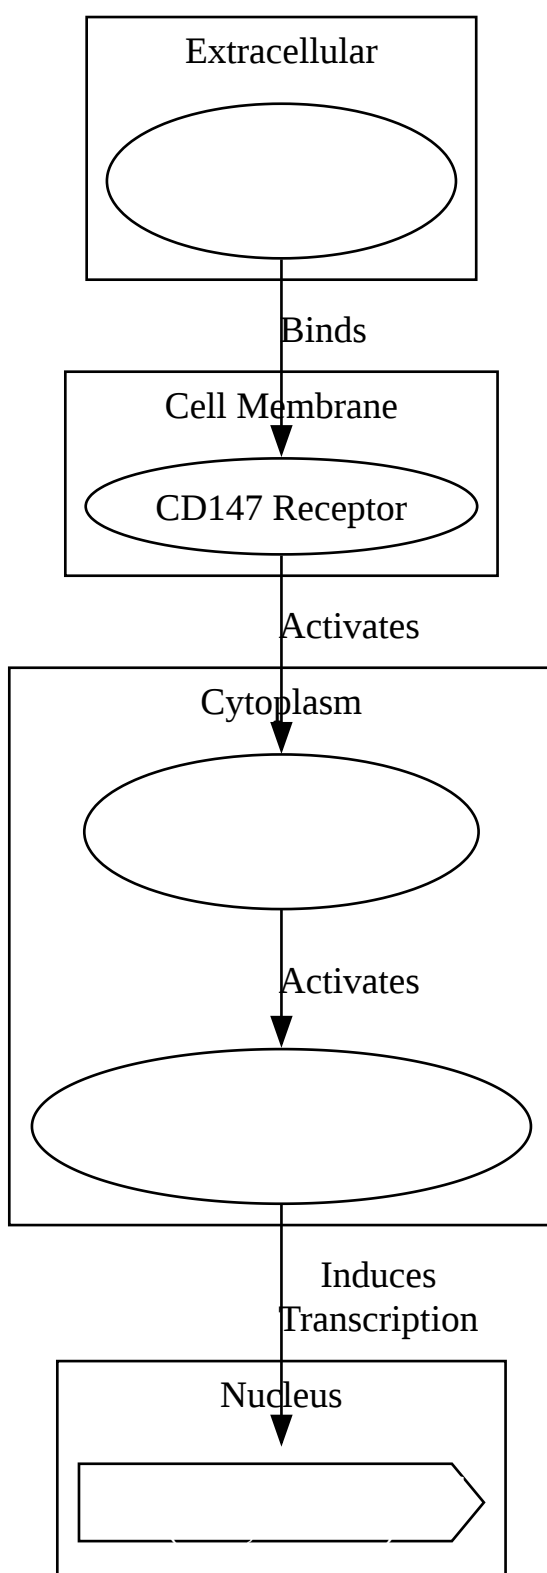 Extracellular
Binds
Cell Membrane
CD147 Receptor
Activates
Cytoplasm
Activates
Induces
Transcription
Nucleus